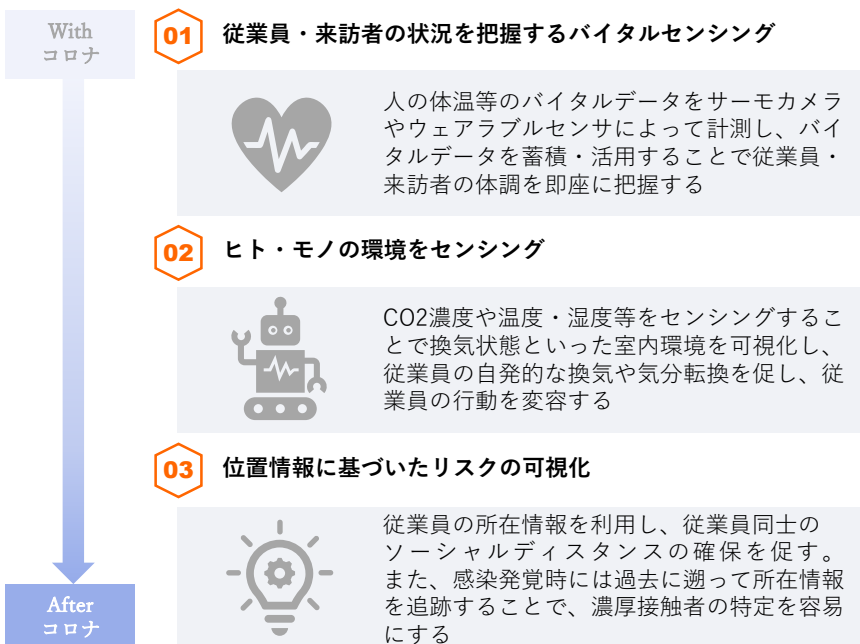 With
コロナ
01
従業員・来訪者の状況を把握するバイタルセンシング
人の体温等のバイタルデータをサーモカメラ
やウェアラブルセンサによって計測し、バイ
タルデータを蓄積・活用することで従業員・
来訪者の体調を即座に把握する
02
ヒト・モノの環境をセンシング
CO2濃度や温度・湿度等をセンシングするこ
とで換気状態といった室内環境を可視化し、
従業員の自発的な換気や気分転換を促し、従
業員の行動を変容する
03
位置情報に基づいたリスクの可視化
従業員の所在情報を利用し、従業員同士の
ソーシャルディスタンスの確保を促す。
また、感染発覚時には過去に遡って所在情報
を追跡することで、濃厚接触者の特定を容易
にする
After
コロナ